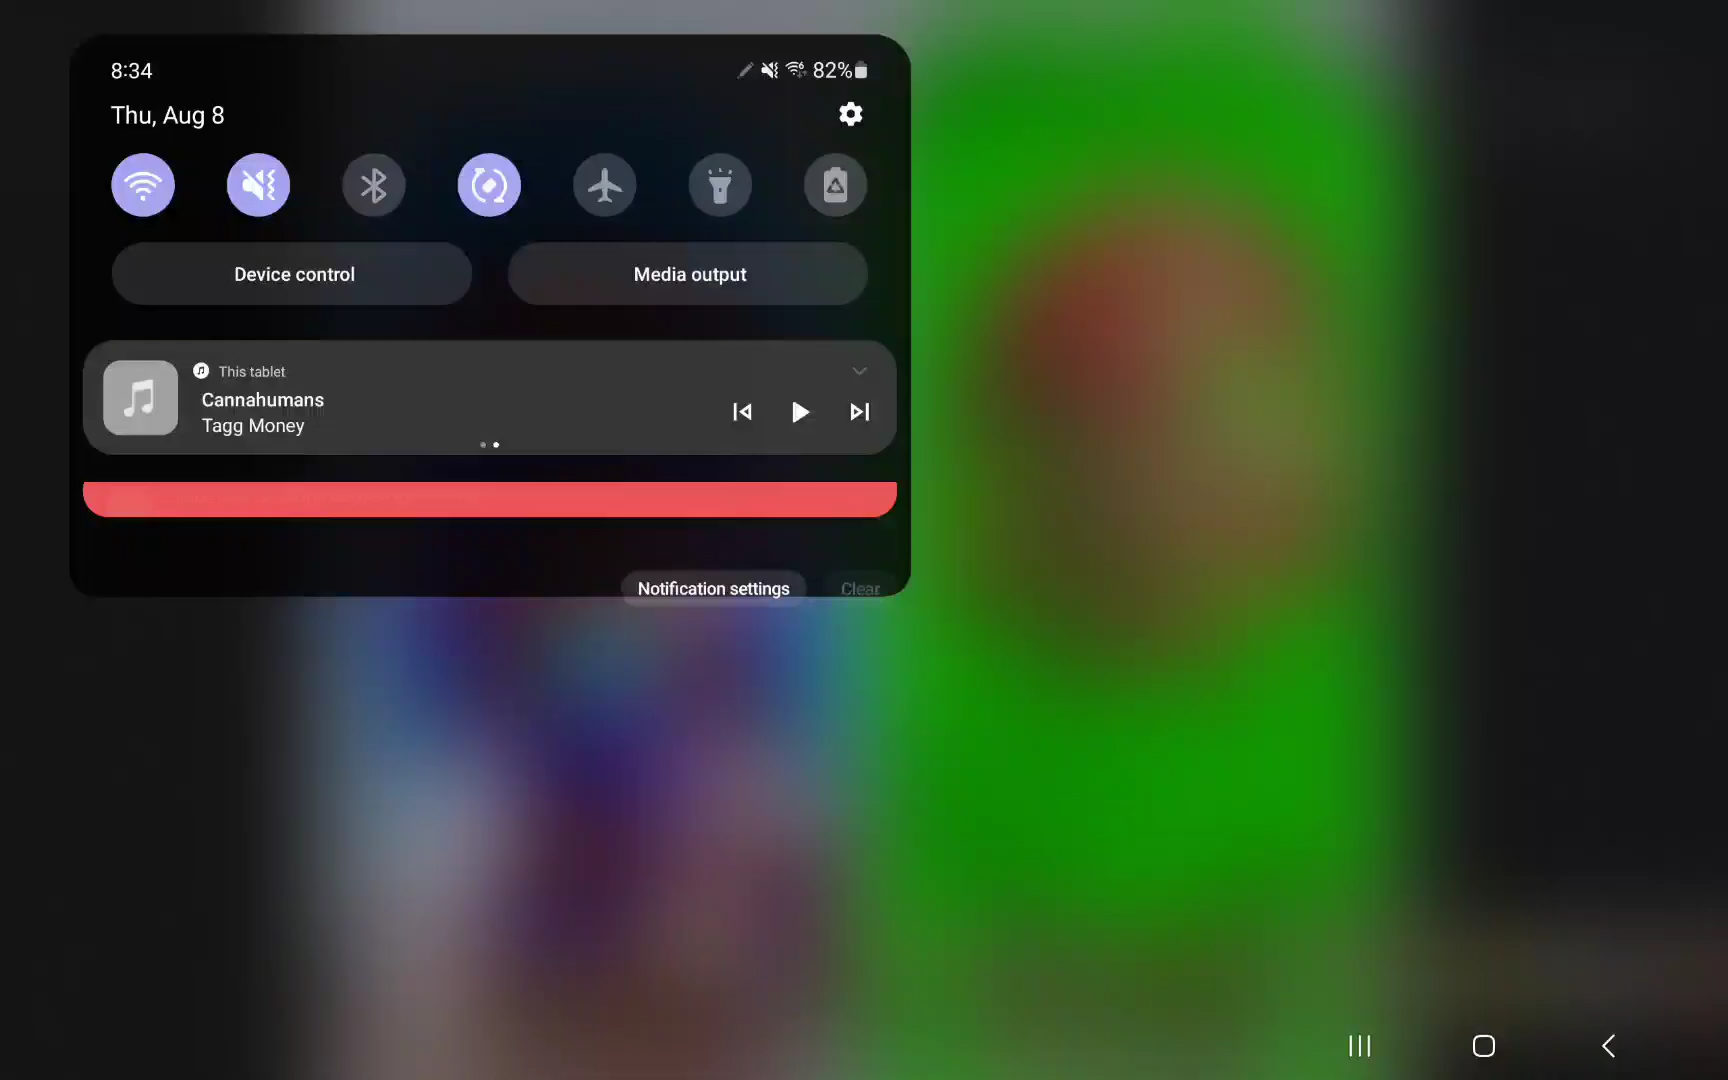 8:34
82%
Thu, Aug 8
Device control
Media output
This tablet
Cannahumans
Tagg Money
Notification settings
Clear